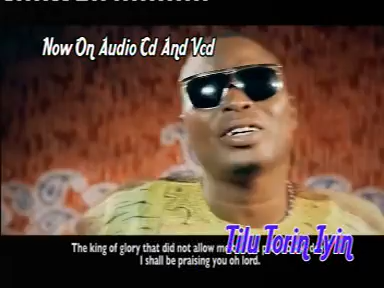 Now On Audio Cd And Vcd
Tilu Torin Iyin
The king of glory that did not allow
I shall be praising you oh lord.